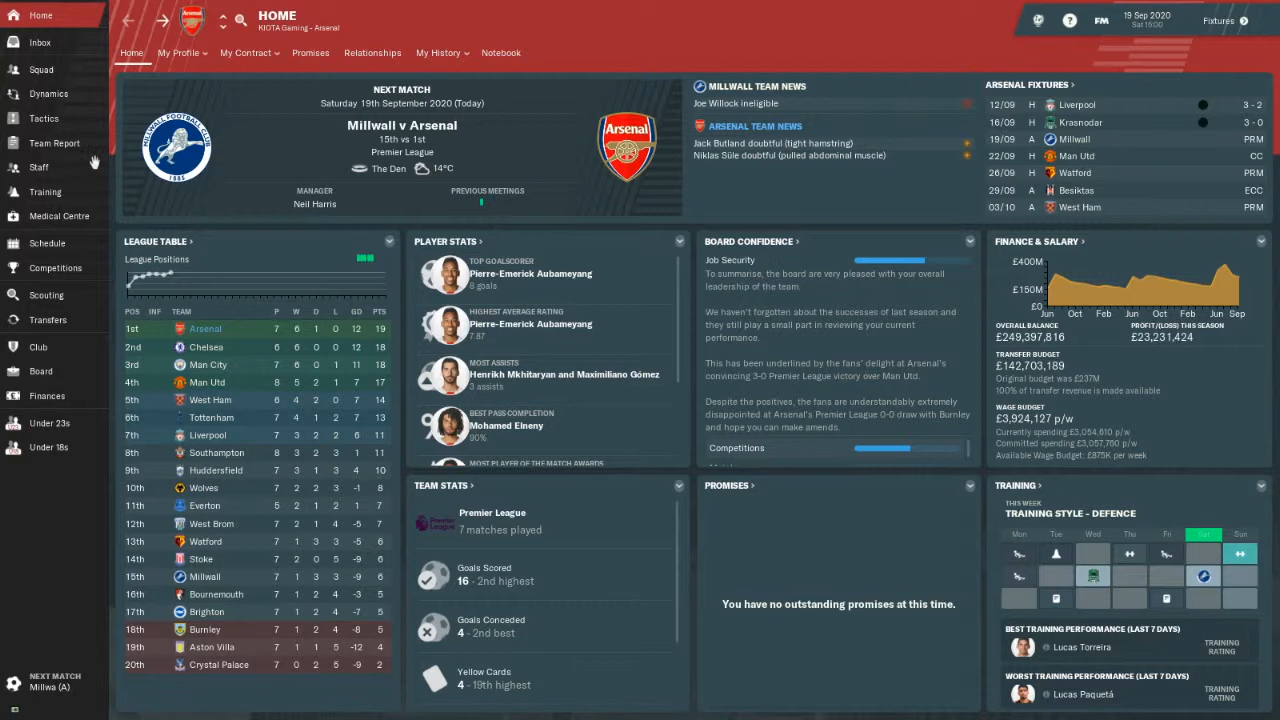 Home
HOME
KIOTA Gaming - Arsenal
19 Sep 2020
Sat 15:00
?
FM
Fixtures
Inbox
Squad
Dynamics
Tactics
Team Report
Staff
Training
Medical Centre
Schedule
Competitions
Scouting
Transfers
Club
Board
Finances
Under 23s
Under 18s
NEXT MATCH
Millwa (A)
Home
My Profile
My Contract
Promises
Relationships
My History
Notebook
NEXT MATCH
Saturday 19th September 2020 (Today)
Millwall v Arsenal
15th vs 1st
Premier League
The Den 14°C
MANAGER
Neil Harris
PREVIOUS MEETINGS
MILLWALL FOOTBALL CLUB
1885
Arsenal
MILLWALL TEAM NEWS
Joe Willock ineligible
ARSENAL TEAM NEWS
Jack Butland doubtful (tight hamstring)
Niklas Süle doubtful (pulled abdominal muscle)
ARSENAL FIXTURES
12/09 H Liverpool 3 - 2
16/09 H Krasnodar 3 - 0
19/09 A Millwall PRM
22/09 H Man Utd CC
26/09 H Watford PRM
29/09 A Besiktas ECC
03/10 A West Ham PRM
LEAGUE TABLE
League Positions
POS INF TEAM P W D L GD PTS
1st Arsenal 7 6 1 0 12 19
2nd Chelsea 6 6 0 0 12 18
3rd Man City 7 6 0 1 11 18
4th Man Utd 8 5 2 1 7 17
5th West Ham 6 4 2 0 7 14
6th Tottenham 7 4 1 2 7 13
7th Liverpool 7 3 2 2 6 11
8th Southampton 8 3 2 3 1 11
9th Huddersfield 7 3 1 3 4 10
10th Wolves 7 2 2 3 -1 8
11th Everton 5 2 1 2 1 7
12th West Brom 7 2 1 4 -5 7
13th Watford 7 1 3 3 -5 6
14th Stoke 7 2 0 5 -9 6
15th Millwall 7 1 3 3 -9 6
16th Bournemouth 7 1 2 4 -3 5
17th Brighton 7 1 2 4 -7 5
18th Burnley 7 1 2 4 -8 5
19th Aston Villa 7 1 1 5 -12 4
20th Crystal Palace 7 0 2 5 -9 2
PLAYER STATS
TOP GOALSCORER
Pierre-Emerick Aubameyang
8 goals
HIGHEST AVERAGE RATING
Pierre-Emerick Aubameyang
7.87
MOST ASSISTS
Henrikh Mkhitaryan and Maximiliano Gómez
3 assists
BEST PASS COMPLETION
Mohamed Elneny
90%
MOST PLAYER OF THE MATCH AWARDS
TEAM STATS
Premier League
7 matches played
Goals Scored
16 - 2nd highest
Goals Conceded
4 - 2nd best
Yellow Cards
4 - 19th highest
BOARD CONFIDENCE
Job Security
To summarise, the board are very pleased with your overall
leadership of the team.
We haven't forgotten about the successes of last season and
they still play a small part in reviewing your current
performance.
This has been underlined by the fans' delight at Arsenal's
convincing 3-0 Premier League victory over Man Utd.
Despite the positives, the fans are understandably extremely
disappointed at Arsenal's Premier League 0-0 draw with Burnley
and hope you can make amends.
Competitions
PROMISES
You have no outstanding promises at this time.
FINANCE & SALARY
£400M
£150M
£0
Jun Oct Feb Jun Oct Feb Jun Sep
OVERALL BALANCE
£249,397,816
PROFIT/(LOSS) THIS SEASON
£23,231,424
TRANSFER BUDGET
£142,703,189
Original budget was £237M
100% of transfer revenue is made available
WAGE BUDGET
£3,924,127 p/w
Currently spending £3,054,610 p/w
Committed spending £3,057,760 p/w
Available Wage Budget: £875K per week
TRAINING
THIS WEEK
TRAINING STYLE - DEFENCE
Mon Tue Wed Thu Fri Sat Sun
BEST TRAINING PERFORMANCE (LAST 7 DAYS)
Lucas Torreira
TRAINING
RATING
WORST TRAINING PERFORMANCE (LAST 7 DAYS)
Lucas Paquetá
TRAINING
RATING